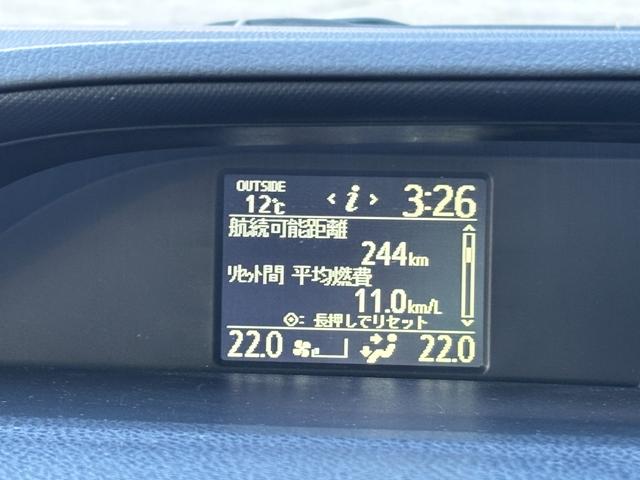 OUTSIDE
12℃ < i > 3:26
航続可能距離
244km
リセット間 平均燃費
11.0km/L
: 長押しでリセット
22.0 22.0